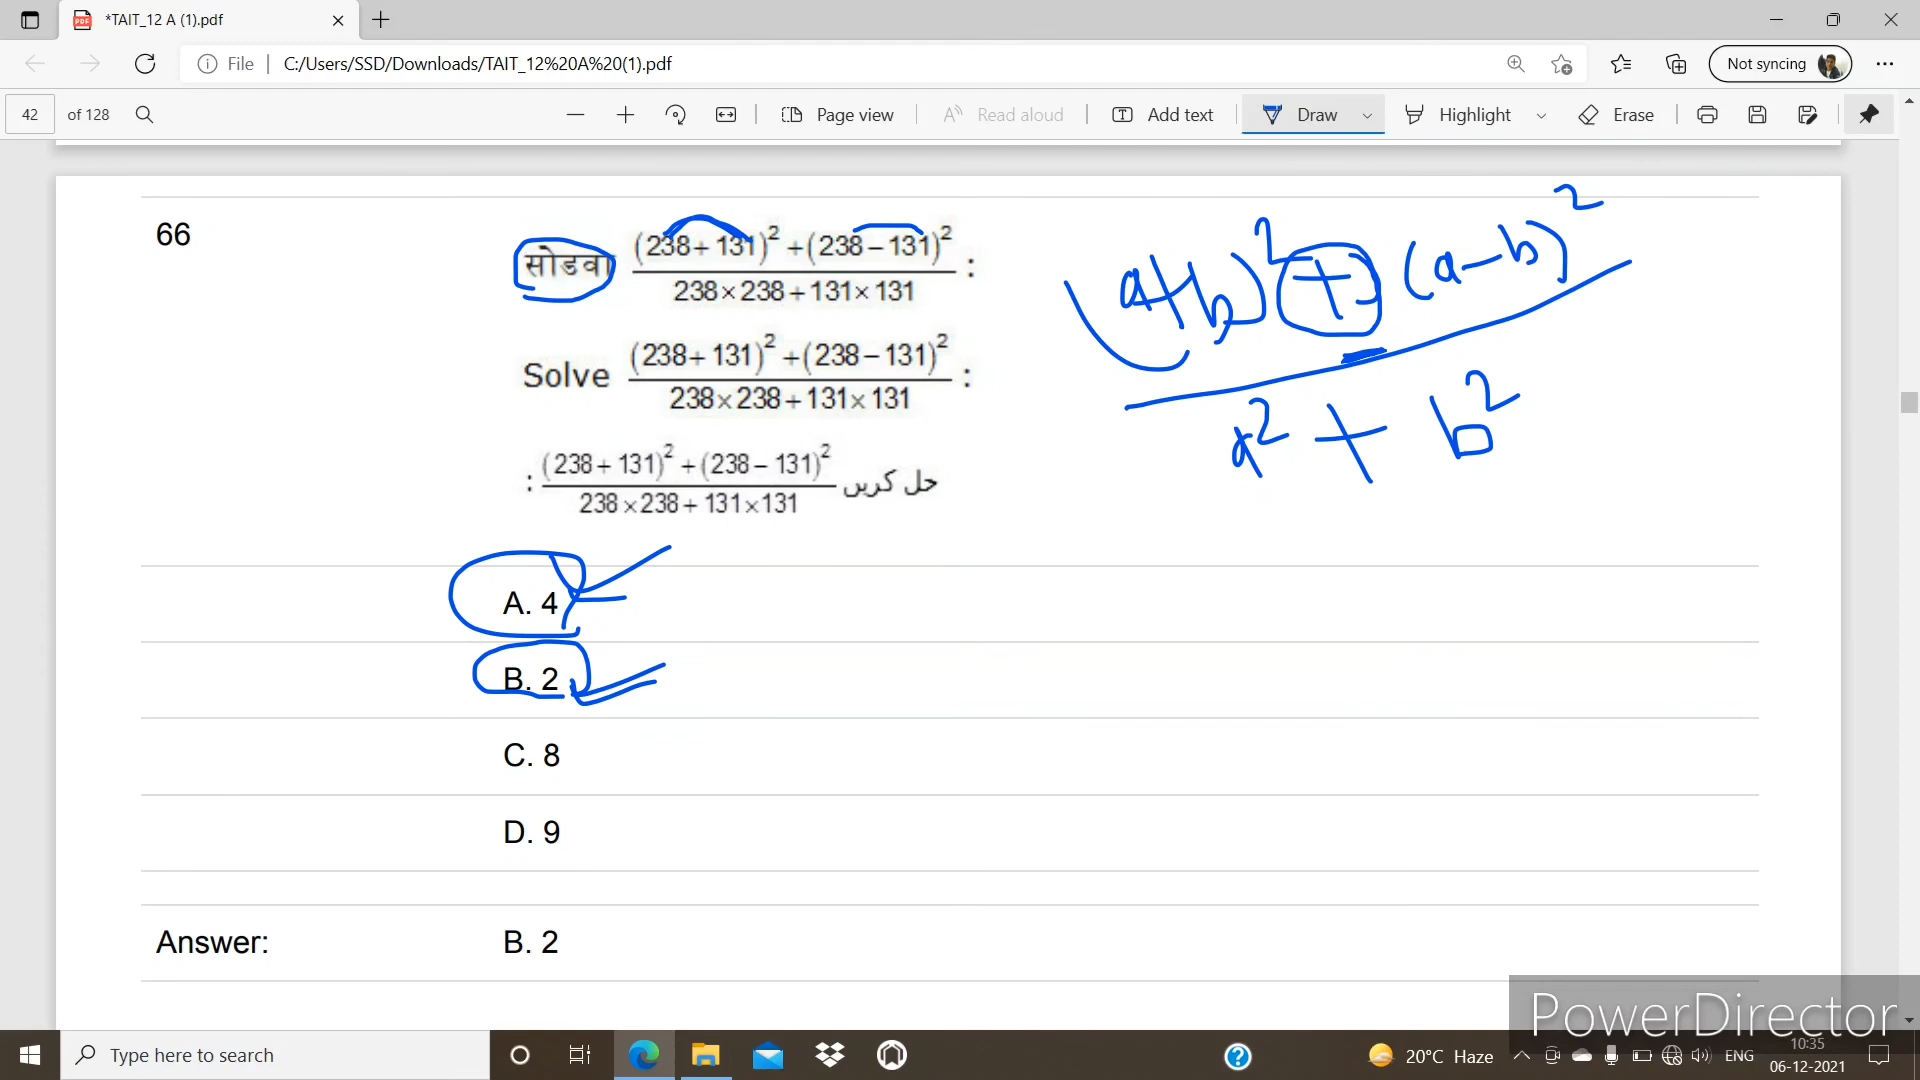 *TAIT_12 A (1).pdf
File C:/Users/SSD/Downloads/TAIT_12%20A%20(1).pdf Not syncing
42 of 128 Page view Read aloud Add text Draw Highlight Erase
66
सोडवा (238+131)² + (238−131)² / 238×238+131×131 :
Solve (238+131)² + (238−131)² / 238×238+131×131 :
حل کریں (238+131)² + (238−131)² / 238×238+131×131 :
(a+b)² + (a−b)²
a² + b²
A. 4
B. 2
C. 8
D. 9
Answer: B. 2
PowerDirector
Type here to search 20°C Haze ENG 10:35
06-12-2021